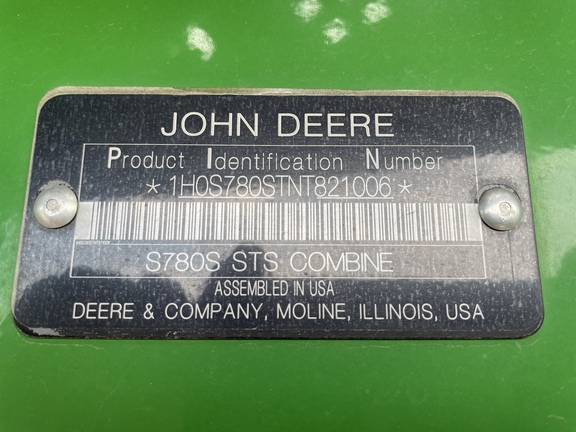 JOHN DEERE
Product Identification Number
*1H0S780STNT821006*
S780S STS COMBINE
ASSEMBLED IN USA
DEERE & COMPANY, MOLINE, ILLINOIS, USA